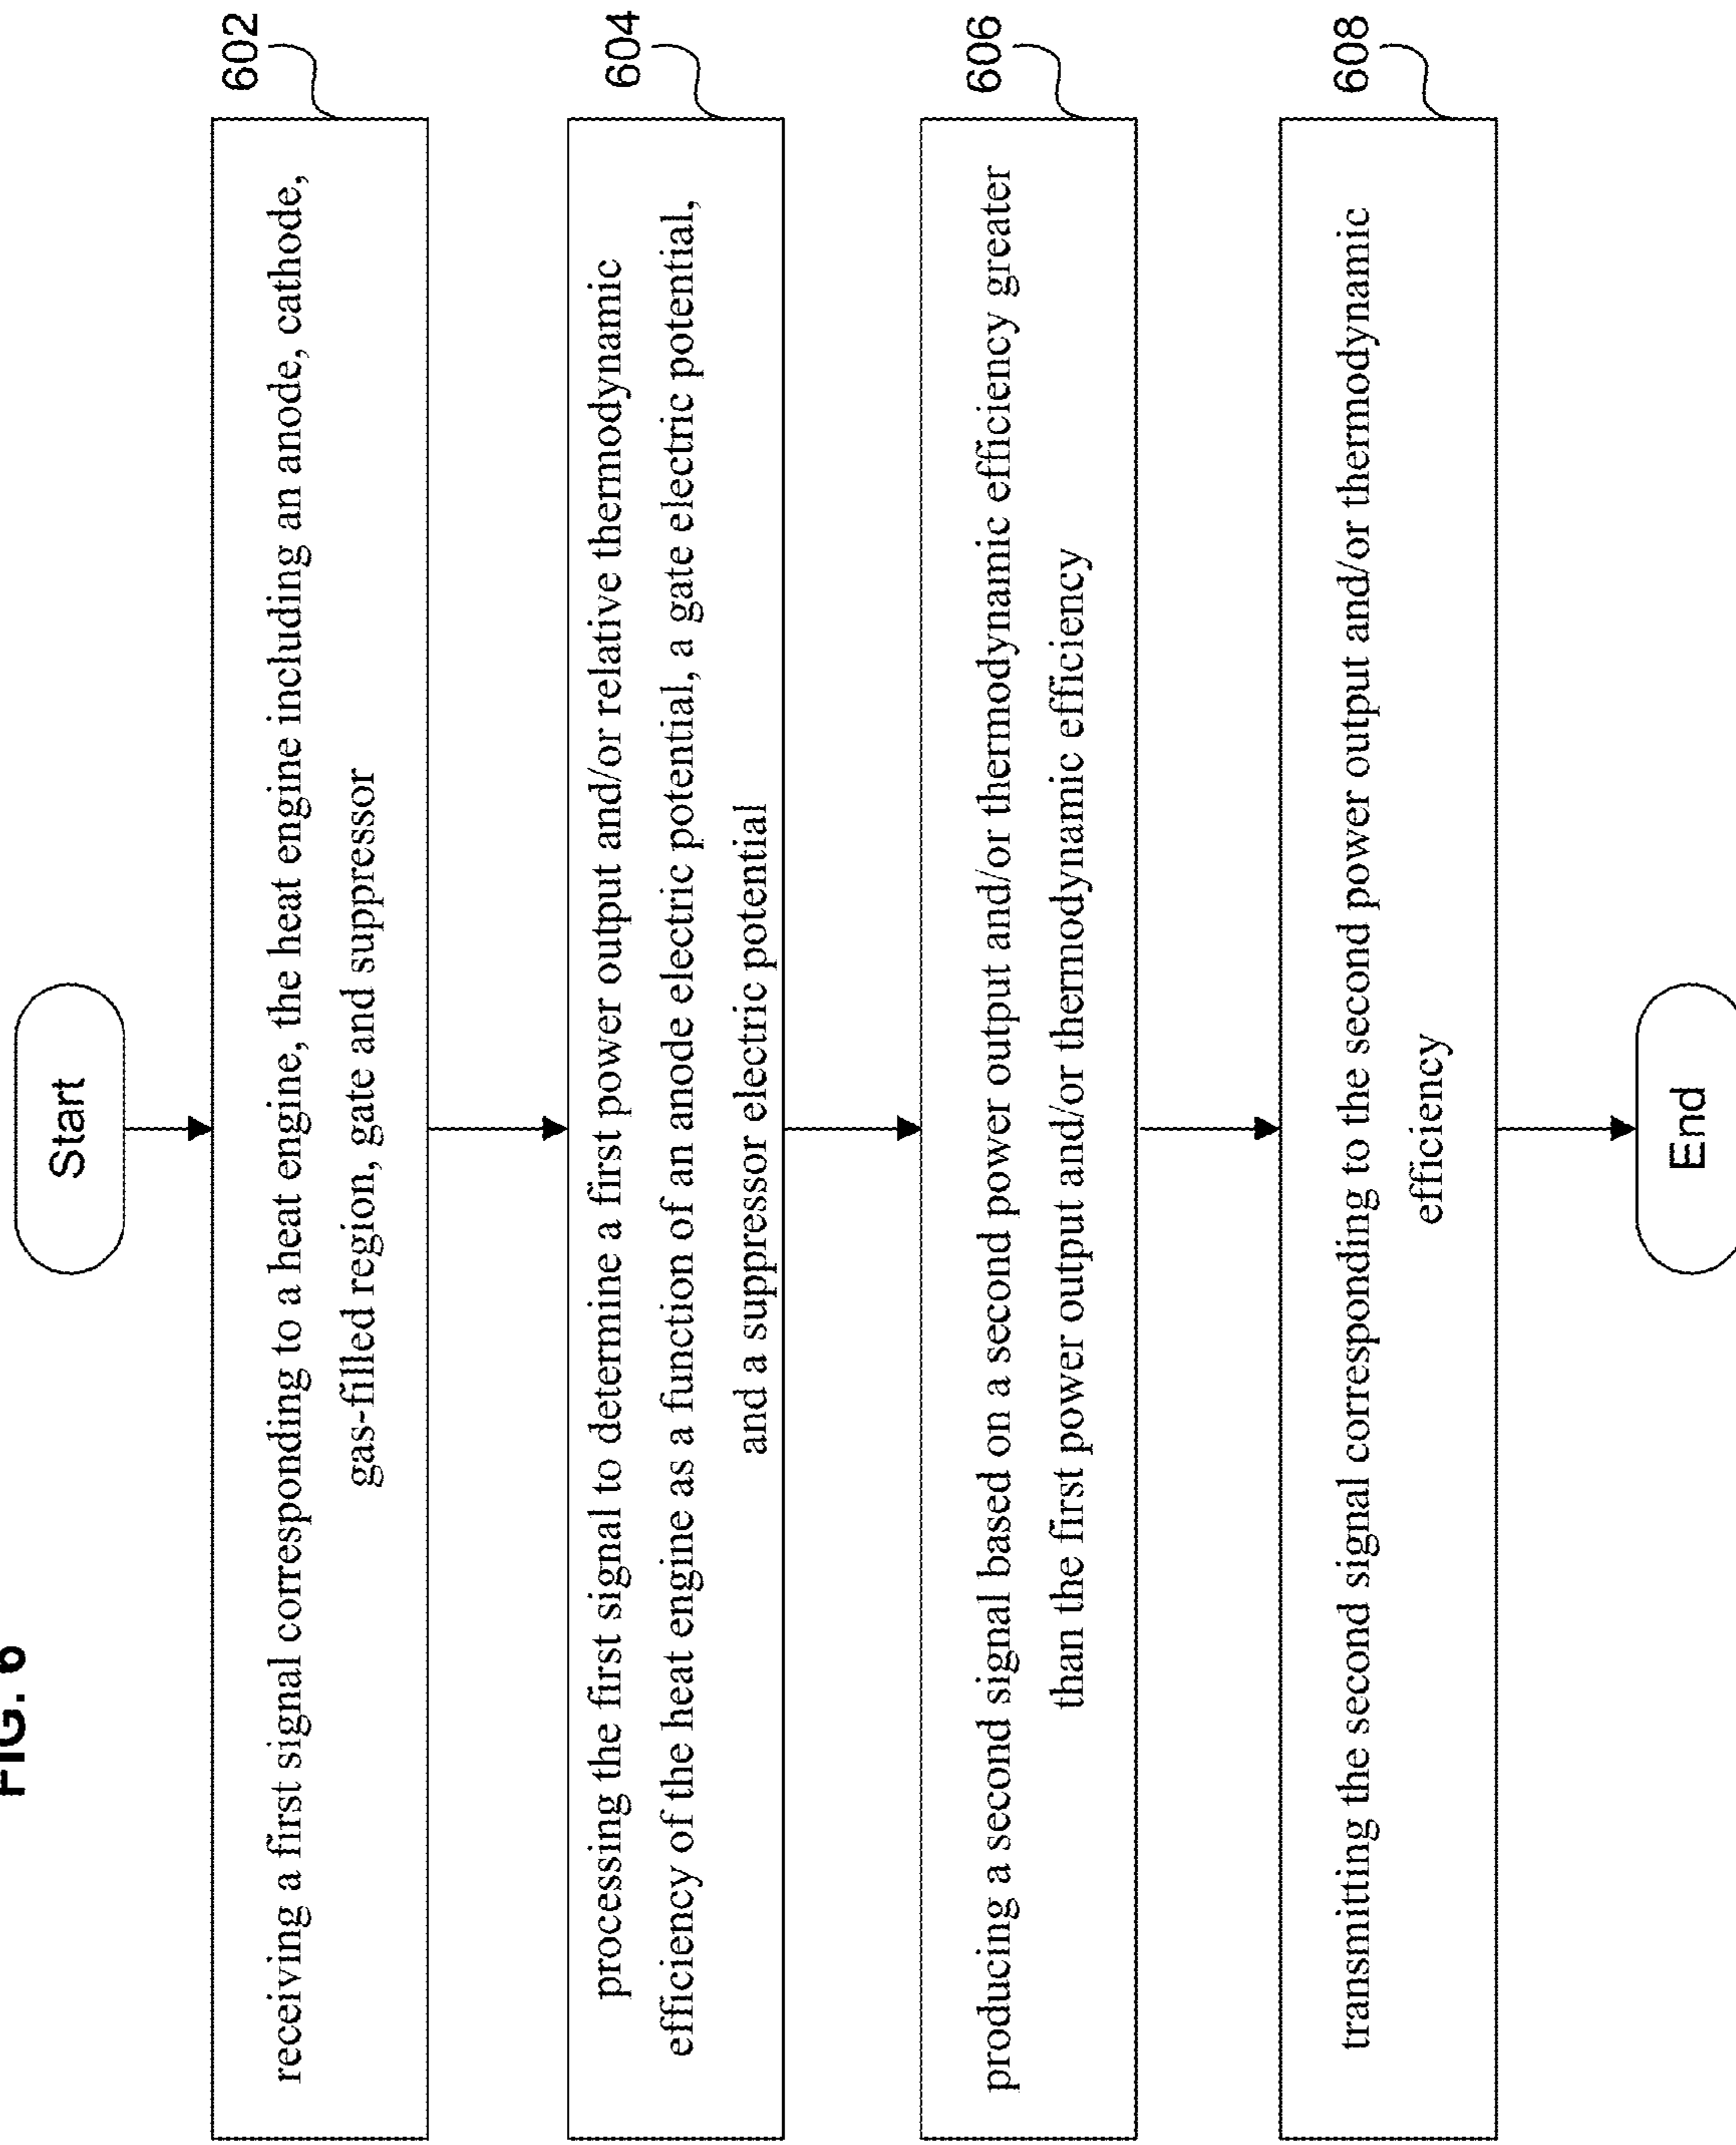 FIG. 6
Start
602
receiving a first signal corresponding to a heat engine, the heat engine including an anode, cathode,
gas-filled region, gate and suppressor
604
processing the first signal to determine a first power output and/or relative thermodynamic
efficiency of the heat engine as a function of an anode electric potential, a gate electric potential,
and a suppressor electric potential
606
producing a second signal based on a second power output and/or thermodynamic efficiency greater
than the first power output and/or thermodynamic efficiency
608
transmitting the second signal corresponding to the second power output and/or thermodynamic
efficiency
End